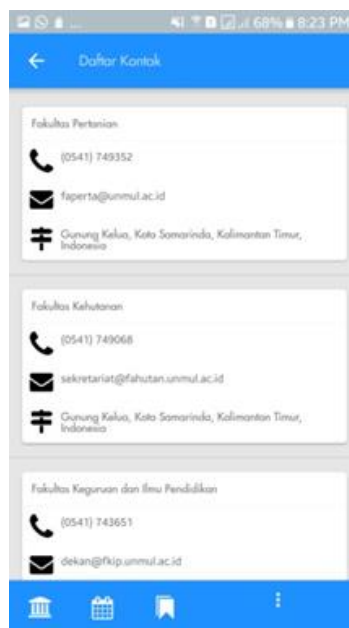 68% 8:23 PM
Daftar Kontak
Fakultas Pertanian
(0541) 749352
faperta@unmul.ac.id
Gunung Kelua, Kota Samarinda, Kalimantan Timur,
Indonesia
Fakultas Kehutanan
(0541) 749068
sekretariat@fahutan.unmul.ac.id
Gunung Kelua, Kota Samarinda, Kalimantan Timur,
Indonesia
Fakultas Keguruan dan Ilmu Pendidikan
(0541) 743651
dekan@fkip.unmul.ac.id